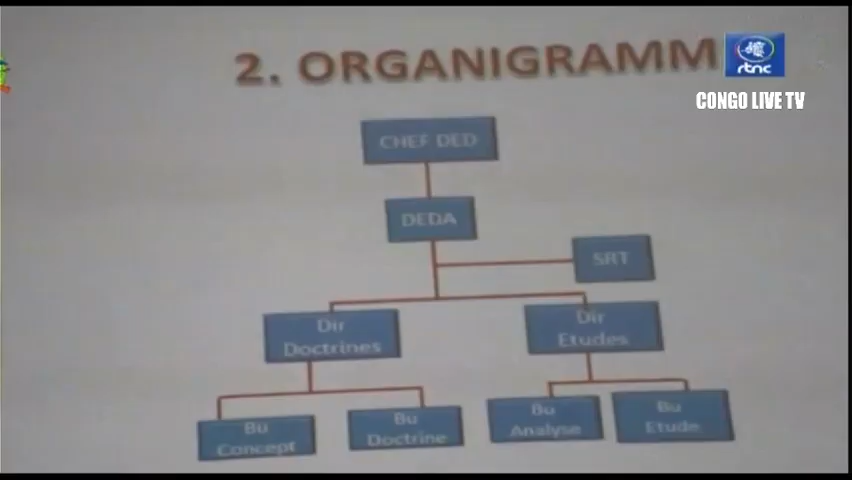 2. ORGANIGRAMM
rtnc
CONGO LIVE TV
CHEF DED
DEDA
SRT
Dir
Doctrines
Dir
Etudes
Bu
Concept
Bu
Doctrine
Bu
Analyse
Bu
Etude